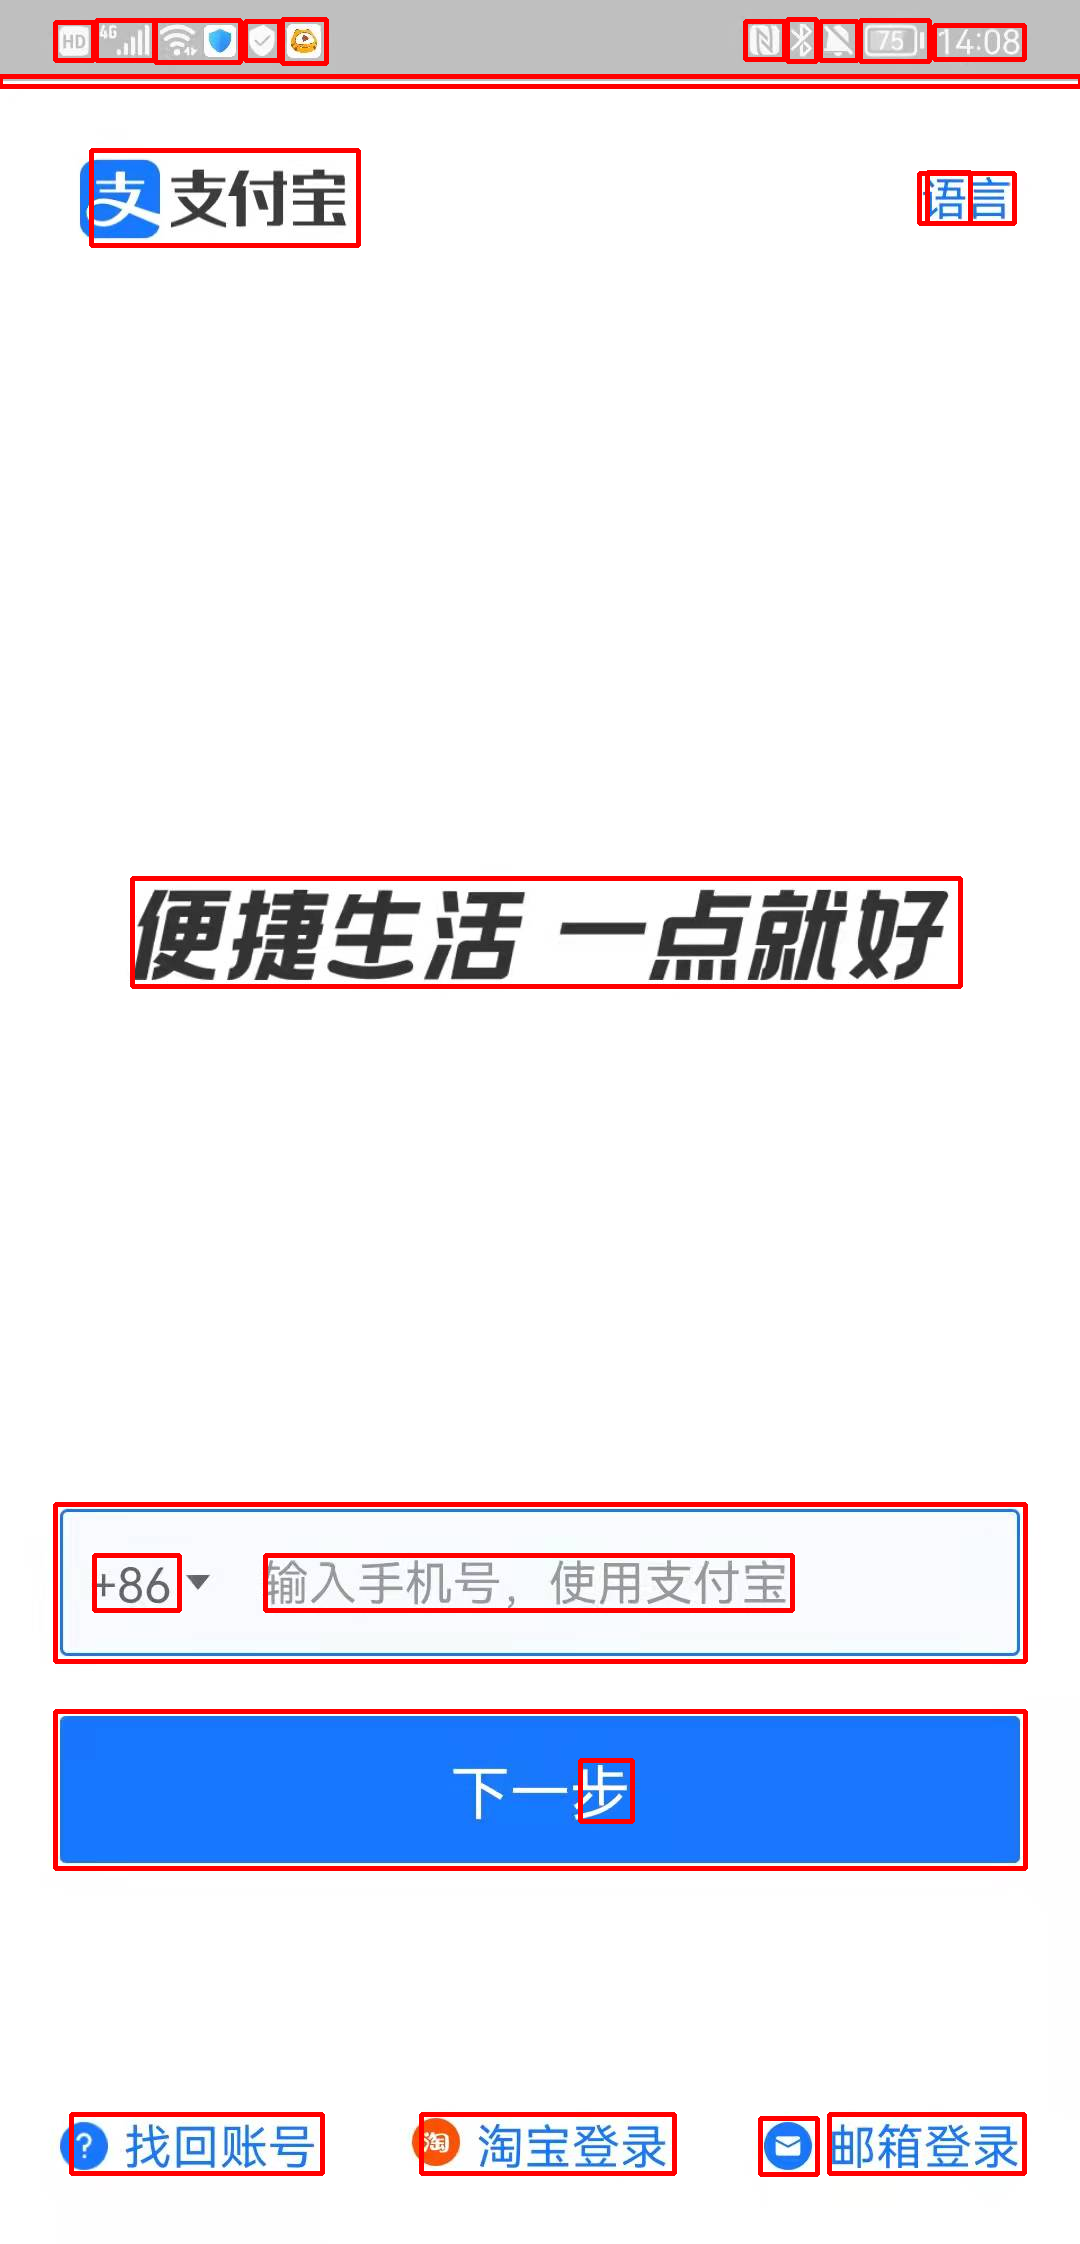 HD 4G 75 14:08
支 支付宝 语言
便捷生活 一点就好
+86 输入手机号，使用支付宝
下一步
? 找回账号 淘 淘宝登录 邮箱登录